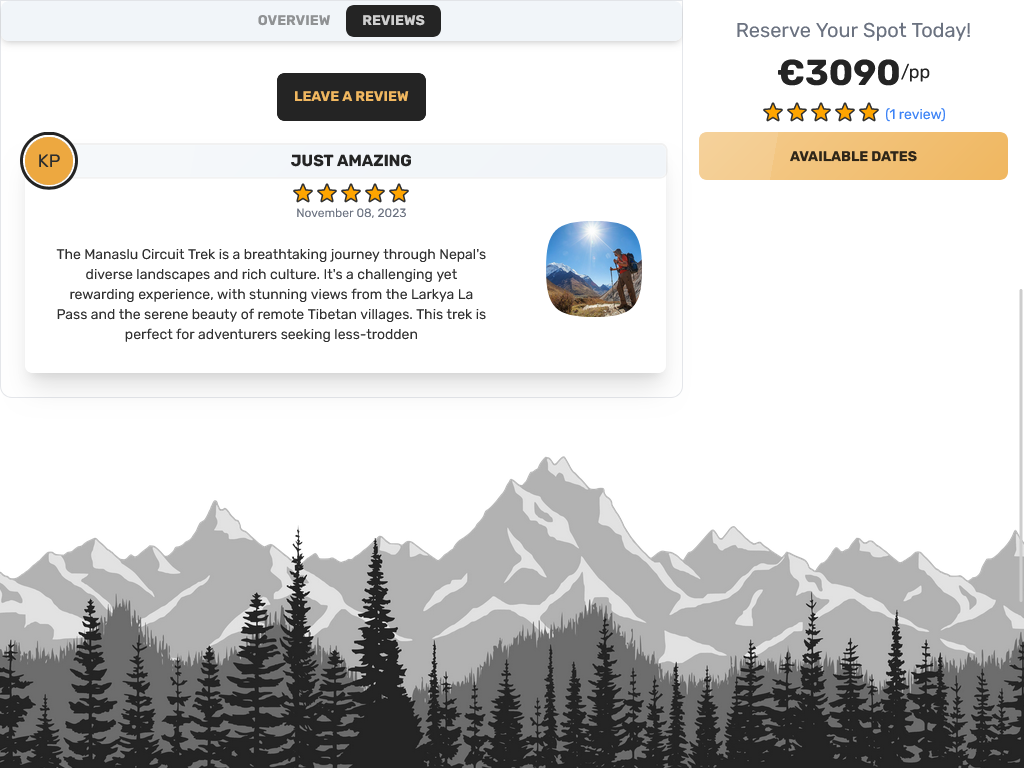 OVERVIEW REVIEWS
LEAVE A REVIEW
KP
JUST AMAZING
November 08, 2023
The Manaslu Circuit Trek is a breathtaking journey through Nepal's
diverse landscapes and rich culture. It's a challenging yet
rewarding experience, with stunning views from the Larkya La
Pass and the serene beauty of remote Tibetan villages. This trek is
perfect for adventurers seeking less-trodden
Reserve Your Spot Today!
€3090/pp
(1 review)
AVAILABLE DATES